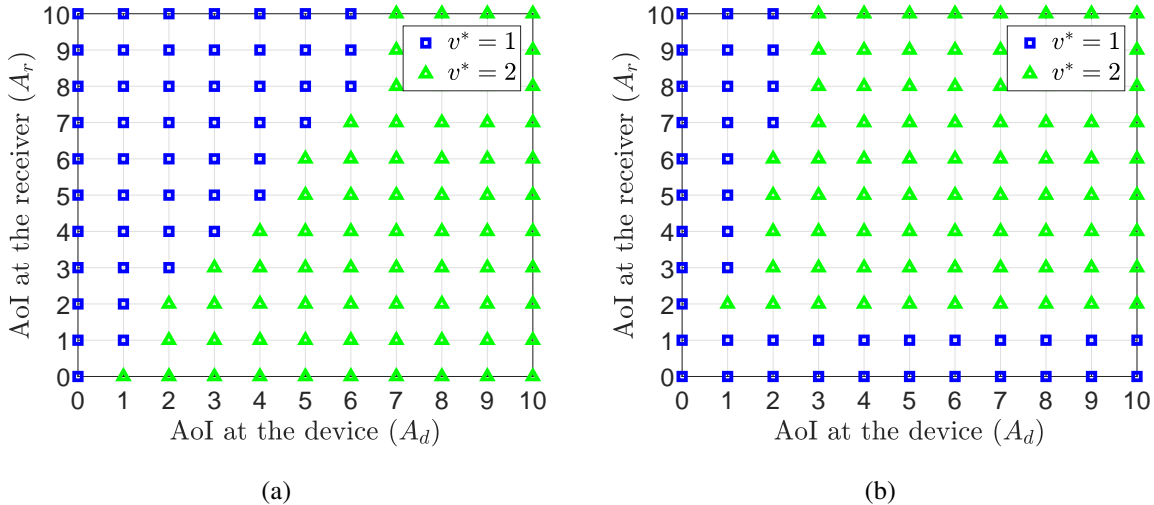 10
9
8
7
6
5
4
3
2
1
0
AoI at the receiver (A_r)
v* = 1
v* = 2
0 1 2 3 4 5 6 7 8 9 10
AoI at the device (A_d)
(a)
10
9
8
7
6
5
4
3
2
1
0
AoI at the receiver (A_r)
v* = 1
v* = 2
0 1 2 3 4 5 6 7 8 9 10
AoI at the device (A_d)
(b)